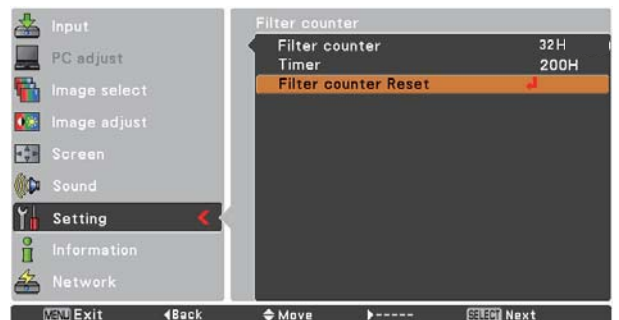 Input
PC adjust
Image select
Image adjust
Screen
Sound
Setting
Information
Network
Filter counter
Filter counter 32H
Timer 200H
Filter counter Reset
MENU Exit Back Move ----- SELECT Next